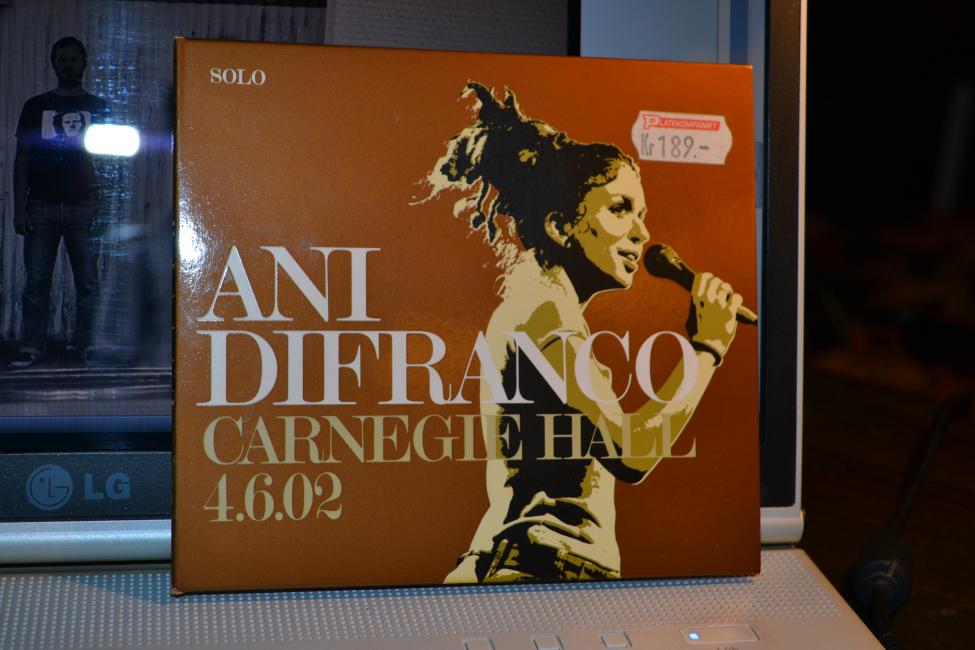 SOLO
PLATEKOMPANIET
Kr 189.-
ANI
DIFRANCO
CARNEGIE HALL
4.6.02
LG